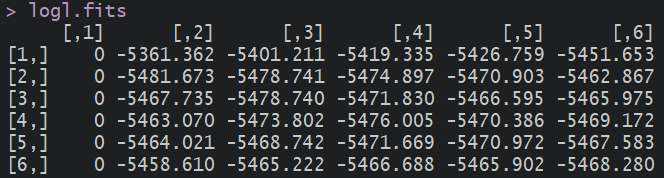 > logl.fits
     [,1]      [,2]      [,3]      [,4]      [,5]      [,6]
[1,]    0 -5361.362 -5401.211 -5419.335 -5426.759 -5451.653
[2,]    0 -5481.673 -5478.741 -5474.897 -5470.903 -5462.867
[3,]    0 -5467.735 -5478.740 -5471.830 -5466.595 -5465.975
[4,]    0 -5463.070 -5473.802 -5476.005 -5470.386 -5469.172
[5,]    0 -5464.021 -5468.742 -5471.669 -5470.972 -5467.583
[6,]    0 -5458.610 -5465.222 -5466.688 -5465.902 -5468.280